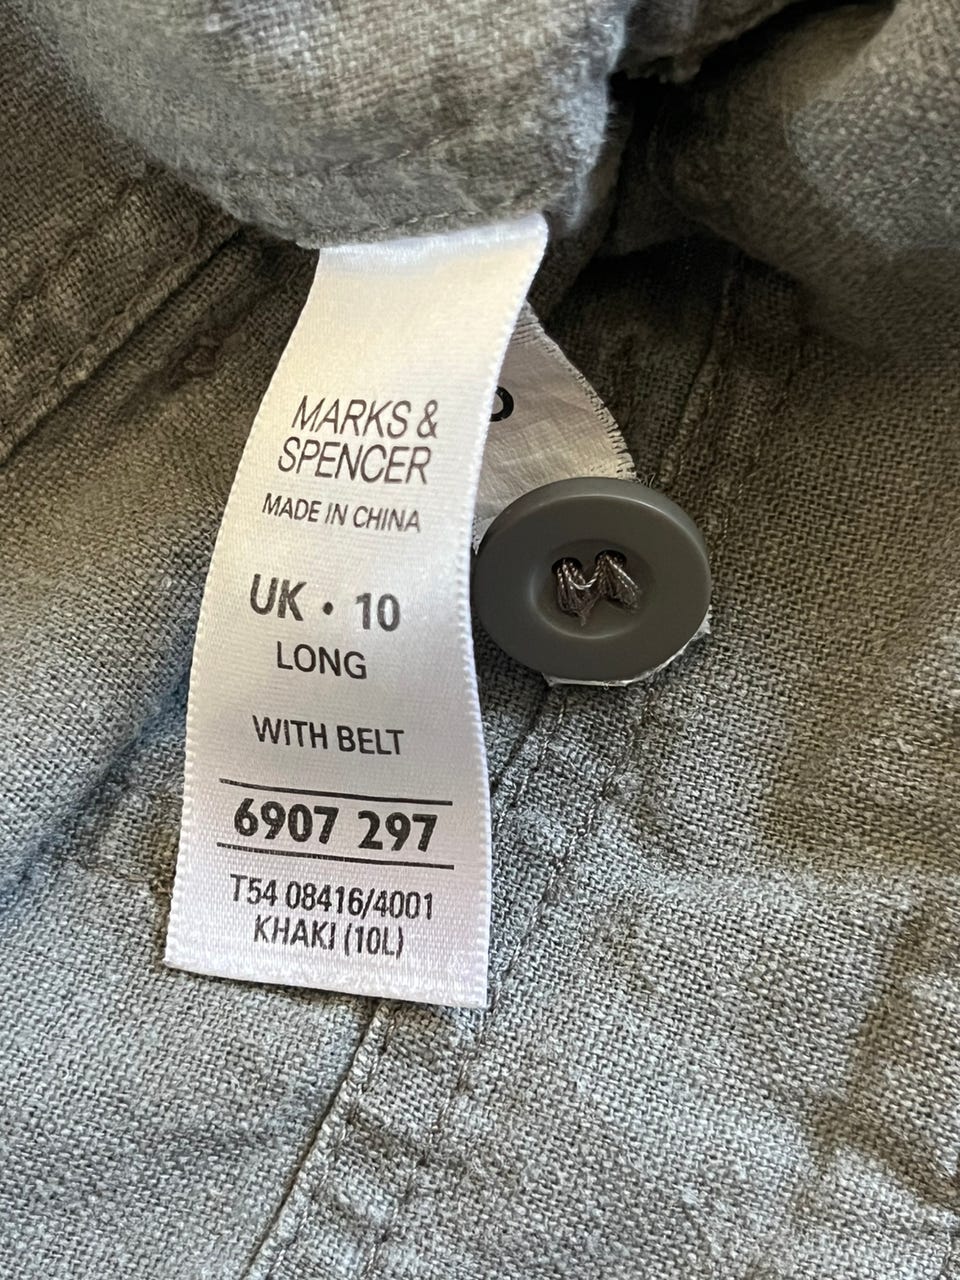 MARKS &
SPENCER
MADE IN CHINA
UK • 10
LONG
WITH BELT
6907 297
T54 08416/4001
KHAKI (10L)